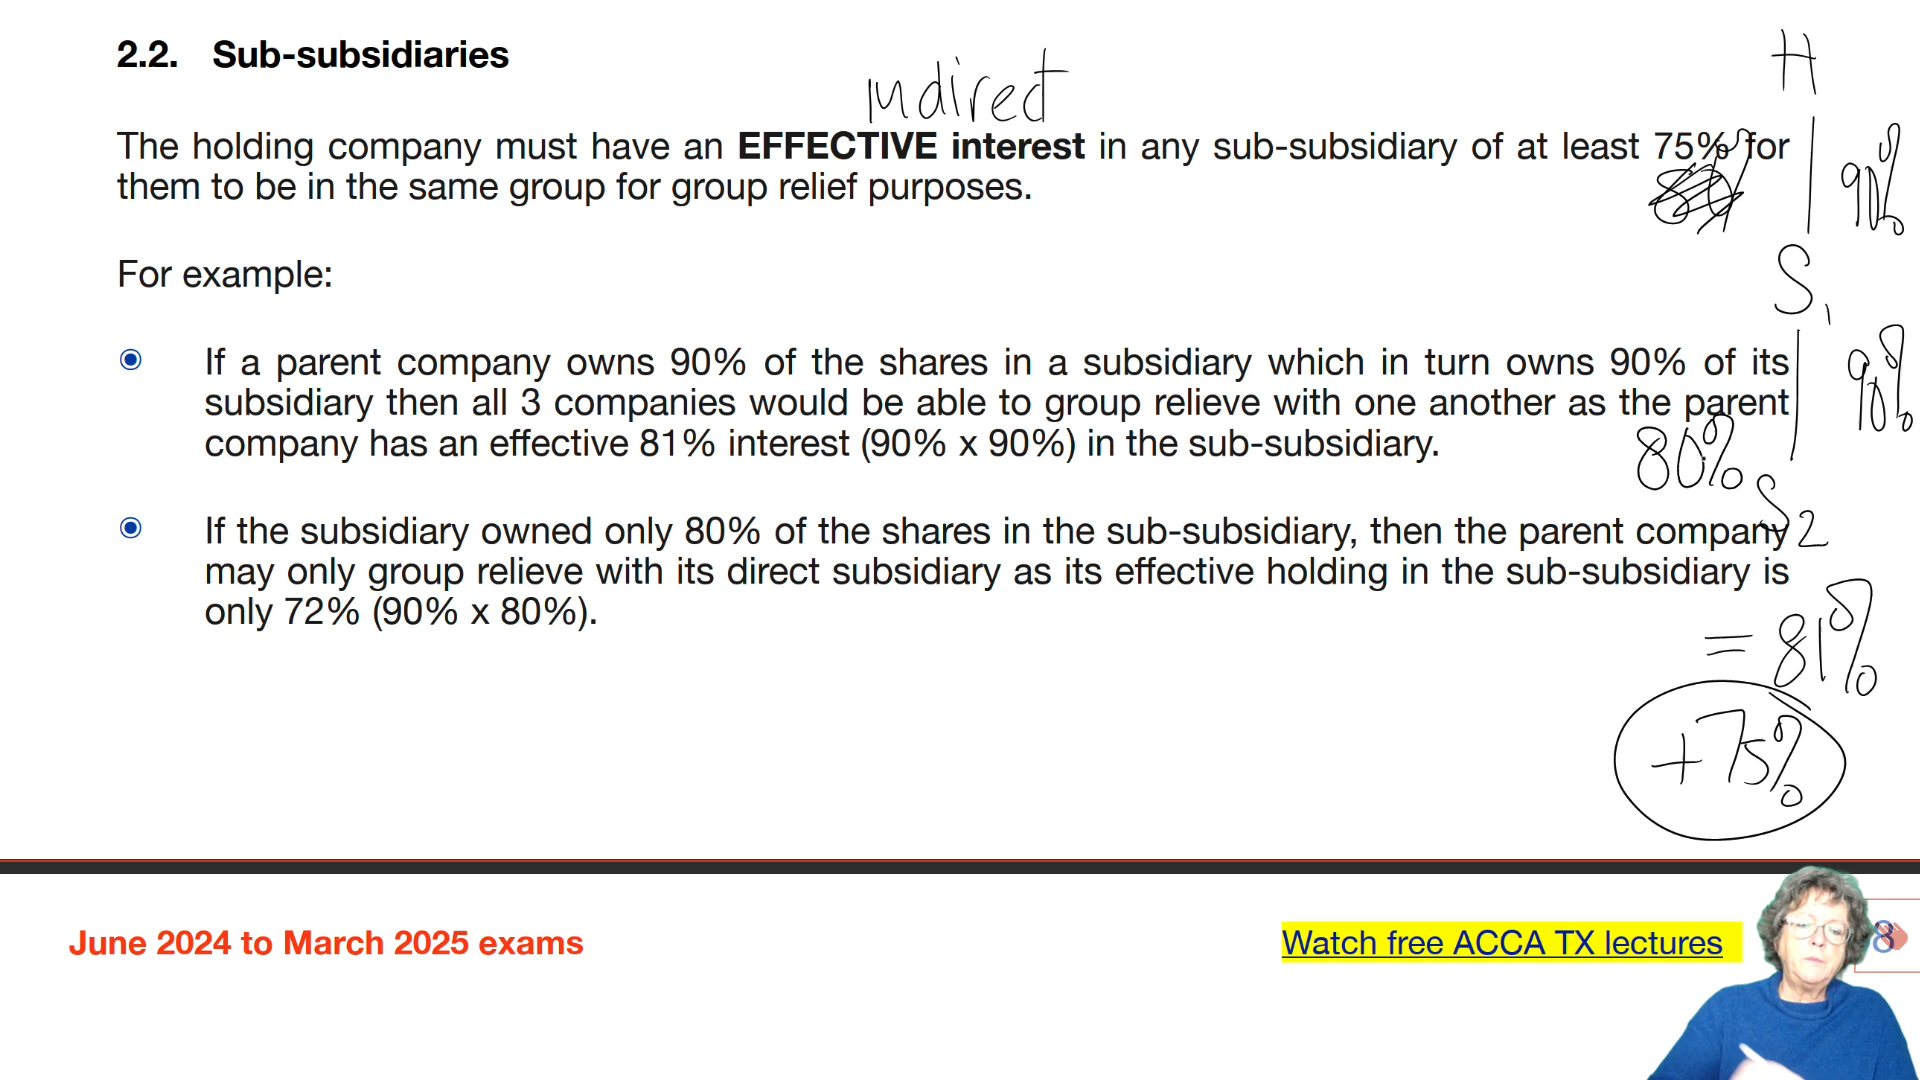 2.2. Sub-subsidiaries
H
indirect
The holding company must have an EFFECTIVE interest in any sub-subsidiary of at least 75% for
them to be in the same group for group relief purposes.
90%
For example:
S1
If a parent company owns 90% of the shares in a subsidiary which in turn owns 90% of its
subsidiary then all 3 companies would be able to group relieve with one another as the parent
company has an effective 81% interest (90% x 90%) in the sub-subsidiary.
90%
80%
S2
If the subsidiary owned only 80% of the shares in the sub-subsidiary, then the parent company
may only group relieve with its direct subsidiary as its effective holding in the sub-subsidiary is
only 72% (90% x 80%).
= 81%
+75%
June 2024 to March 2025 exams
Watch free ACCA TX lectures
8